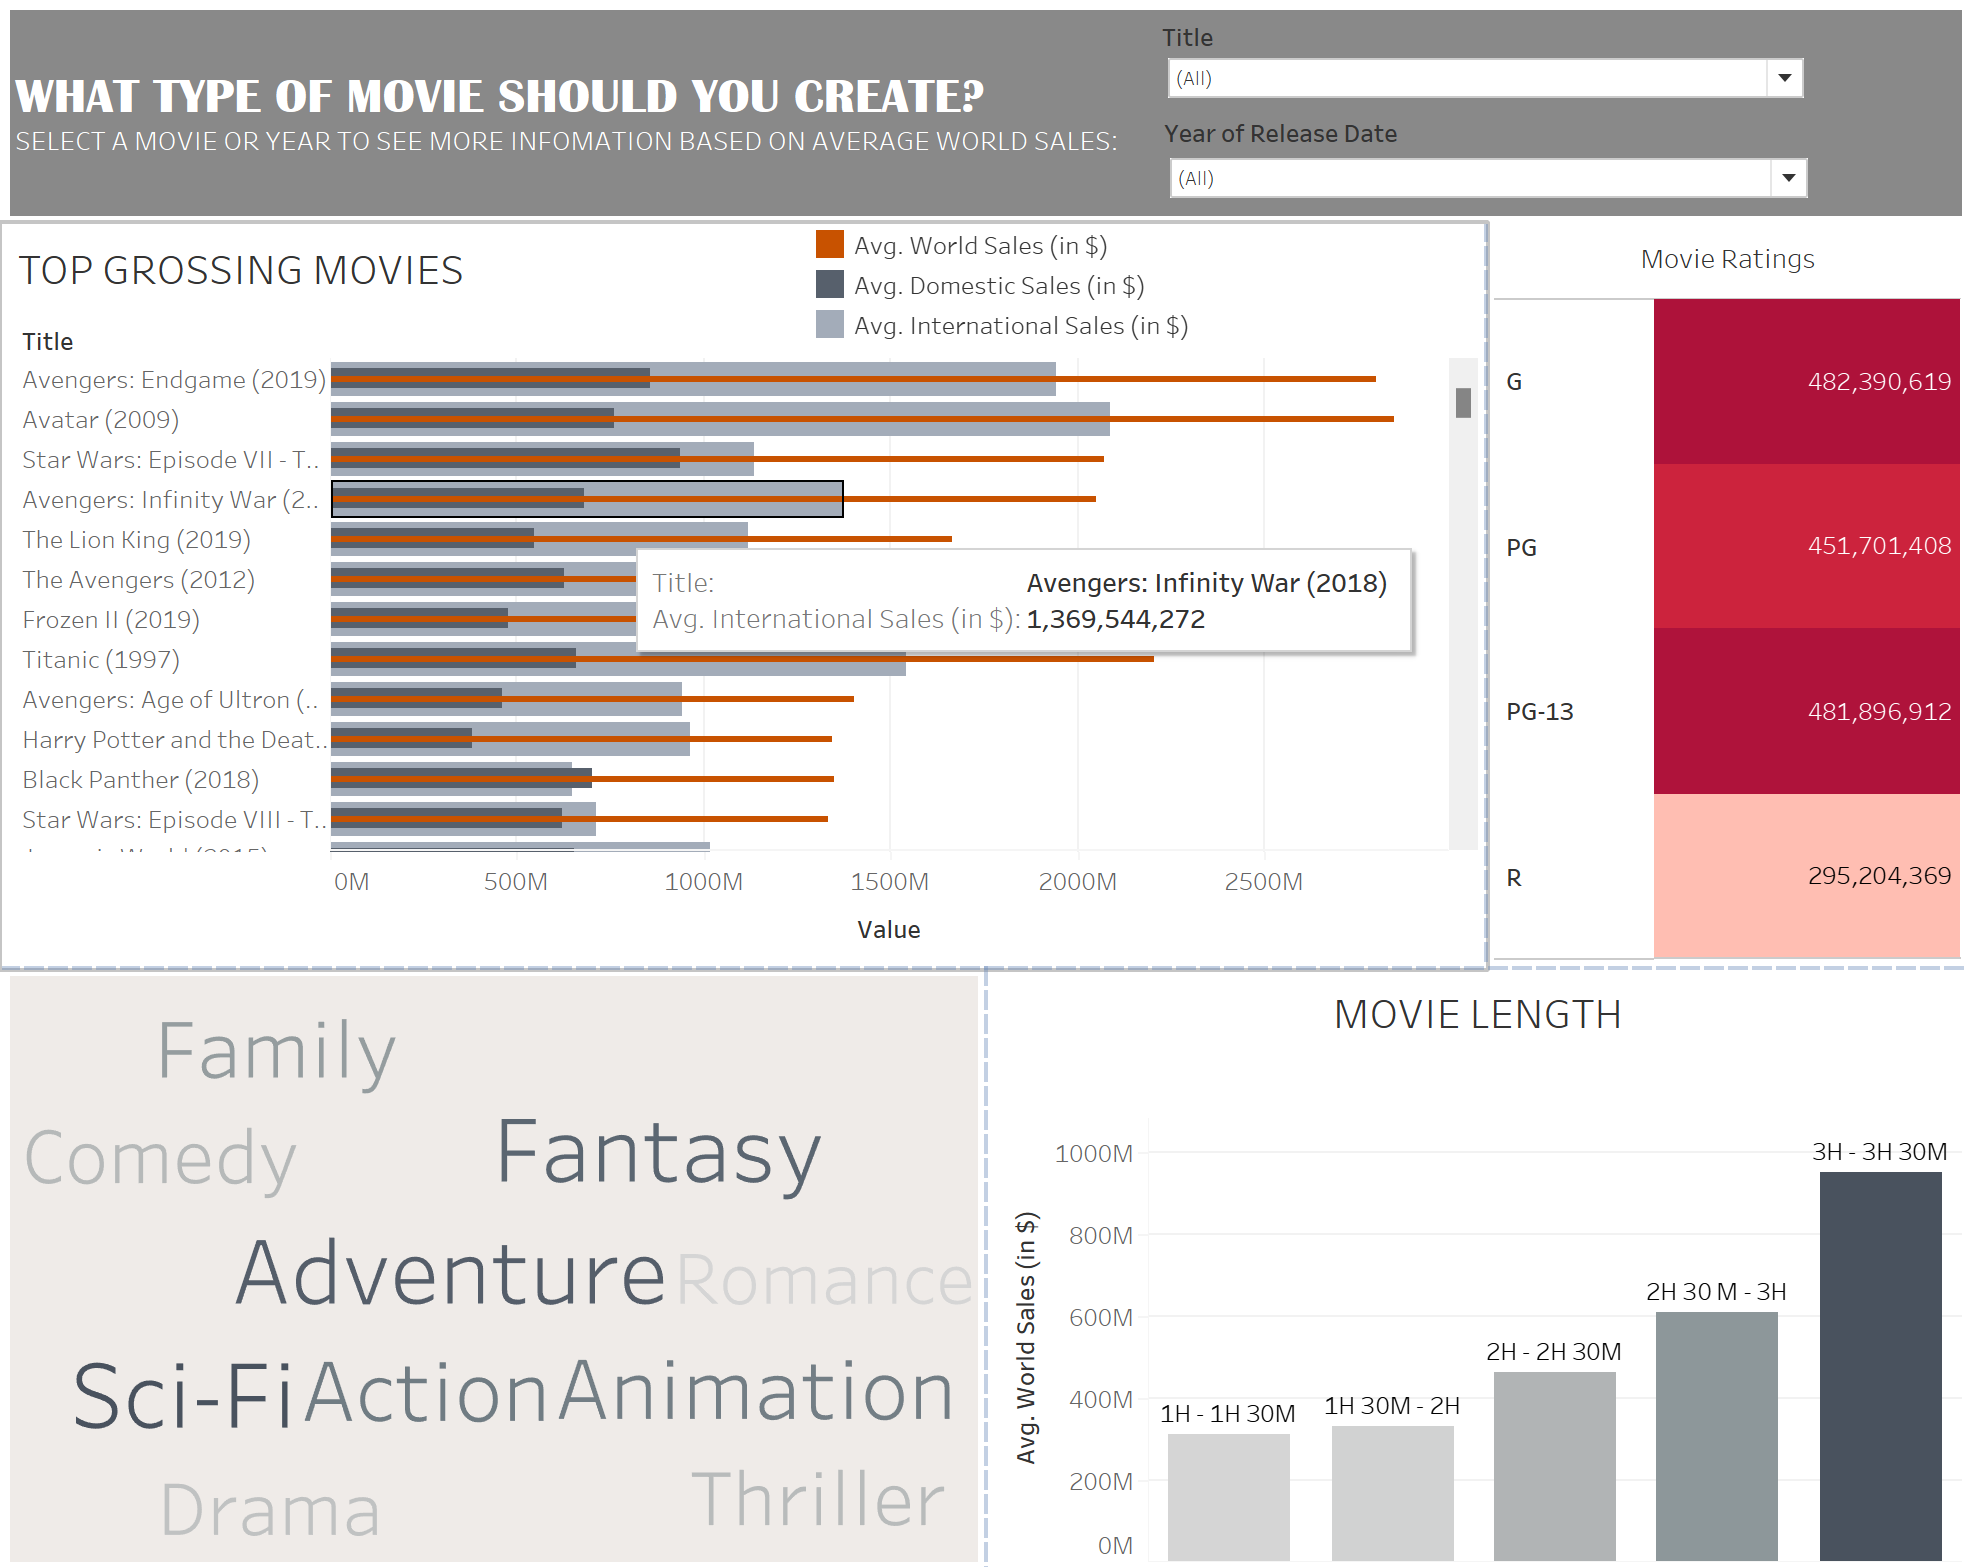 WHAT TYPE OF MOVIE SHOULD YOU CREATE?
SELECT A MOVIE OR YEAR TO SEE MORE INFOMATION BASED ON AVERAGE WORLD SALES:
Title
(All)
Year of Release Date
(All)
TOP GROSSING MOVIES
Avg. World Sales (in $)
Avg. Domestic Sales (in $)
Avg. International Sales (in $)
Title
Avengers: Endgame (2019)
Avatar (2009)
Star Wars: Episode VII - T..
Avengers: Infinity War (2..
The Lion King (2019)
The Avengers (2012)
Frozen II (2019)
Titanic (1997)
Avengers: Age of Ultron (..
Harry Potter and the Deat..
Black Panther (2018)
Star Wars: Episode VIII - T..
Title: Avengers: Infinity War (2018)
Avg. International Sales (in $): 1,369,544,272
0M 500M 1000M 1500M 2000M 2500M
Value
Movie Ratings
G 482,390,619
PG 451,701,408
PG-13 481,896,912
R 295,204,369
Family
Comedy
Fantasy
Adventure
Romance
Sci-Fi
Action
Animation
Drama
Thriller
MOVIE LENGTH
Avg. World Sales (in $)
1000M
800M
600M
400M
200M
0M
1H - 1H 30M
1H 30M - 2H
2H - 2H 30M
2H 30 M - 3H
3H - 3H 30M